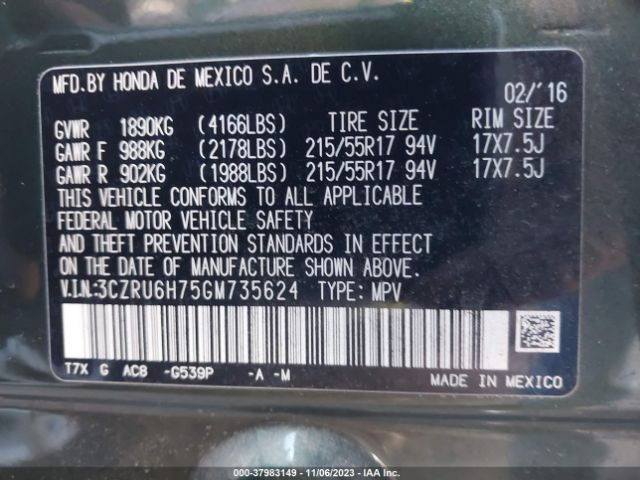 MFD.BY HONDA DE MEXICO S.A. DE C.V.
02/'16
GVWR 1890KG (4166LBS) TIRE SIZE RIM SIZE
GAWR F 988KG (2178LBS) 215/55R17 94V 17X7.5J
GAWR R 902KG (1988LBS) 215/55R17 94V 17X7.5J
THIS VEHICLE CONFORMS TO ALL APPLICABLE
FEDERAL MOTOR VEHICLE SAFETY
AND THEFT PREVENTION STANDARDS IN EFFECT
ON THE DATE OF MANUFACTURE SHOWN ABOVE.
V.I.N:3CZRU6H75GM735624 TYPE: MPV
T7X G AC8 -G539P -A -M
MADE IN MEXICO
000-37983149 - 11/06/2023 - IAA Inc.